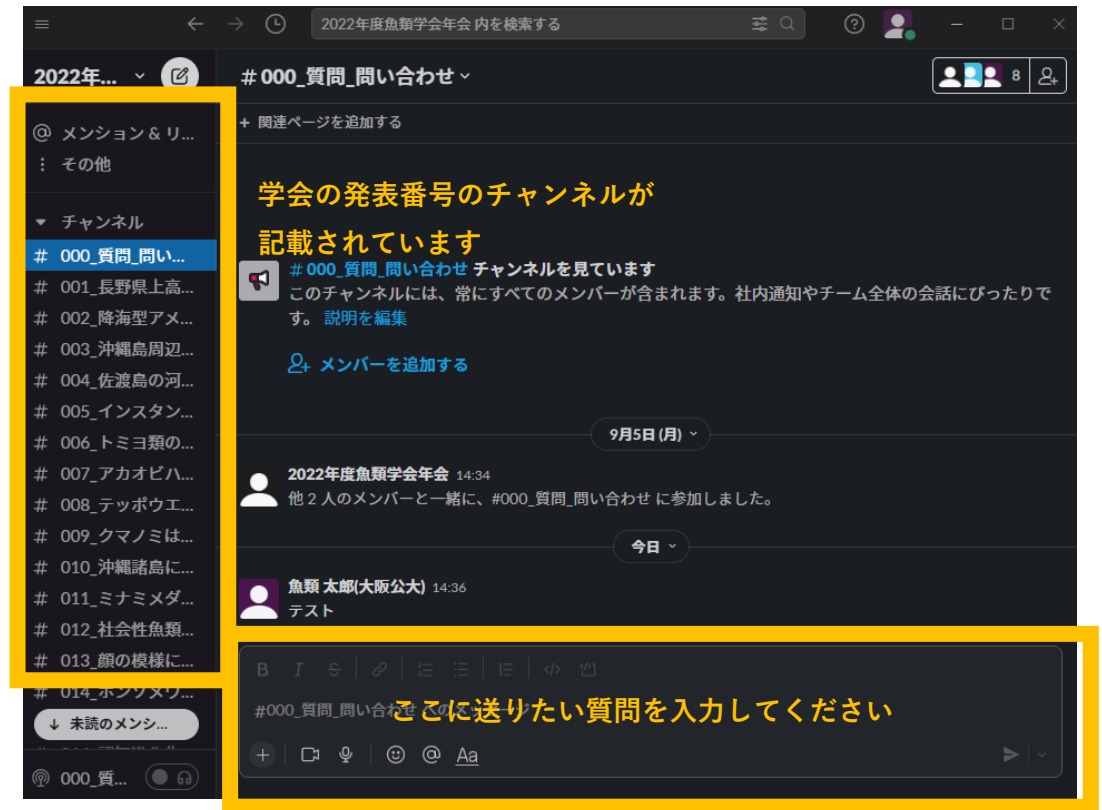 2022年度魚類学会年会 内を検索する
2022年...
#000_質問_問い合わせ
8
+ 関連ページを追加する
@ メンション & リ...
その他
チャンネル
# 000_質問_問い...
# 001_長野県上高...
# 002_降海型アメ...
# 003_沖縄島周辺...
# 004_佐渡島の河...
# 005_インスタン...
# 006_トミヨ類の...
# 007_アカオビハ...
# 008_テッポウエ...
# 009_クマノミは...
# 010_沖縄諸島に...
# 011_ミナミメダ...
# 012_社会性魚類...
# 013_顔の模様に...
# 014_ホンソメワ...
↓ 未読のメンシ...
000_質...
学会の発表番号のチャンネルが
記載されています
#000_質問_問い合わせ チャンネルを見ています
このチャンネルには、常にすべてのメンバーが含まれます。社内通知やチーム全体の会話にぴったりで
す。 説明を編集
メンバーを追加する
9月5日 (月)
2022年度魚類学会年会 14:34
他 2 人のメンバーと一緒に、#000_質問_問い合わせ に参加しました。
今日
魚類 太郎(大阪公大) 14:36
テスト
B I S
#000_質問_問い合わせ
ここに送りたい質問を入力してください
@ Aa